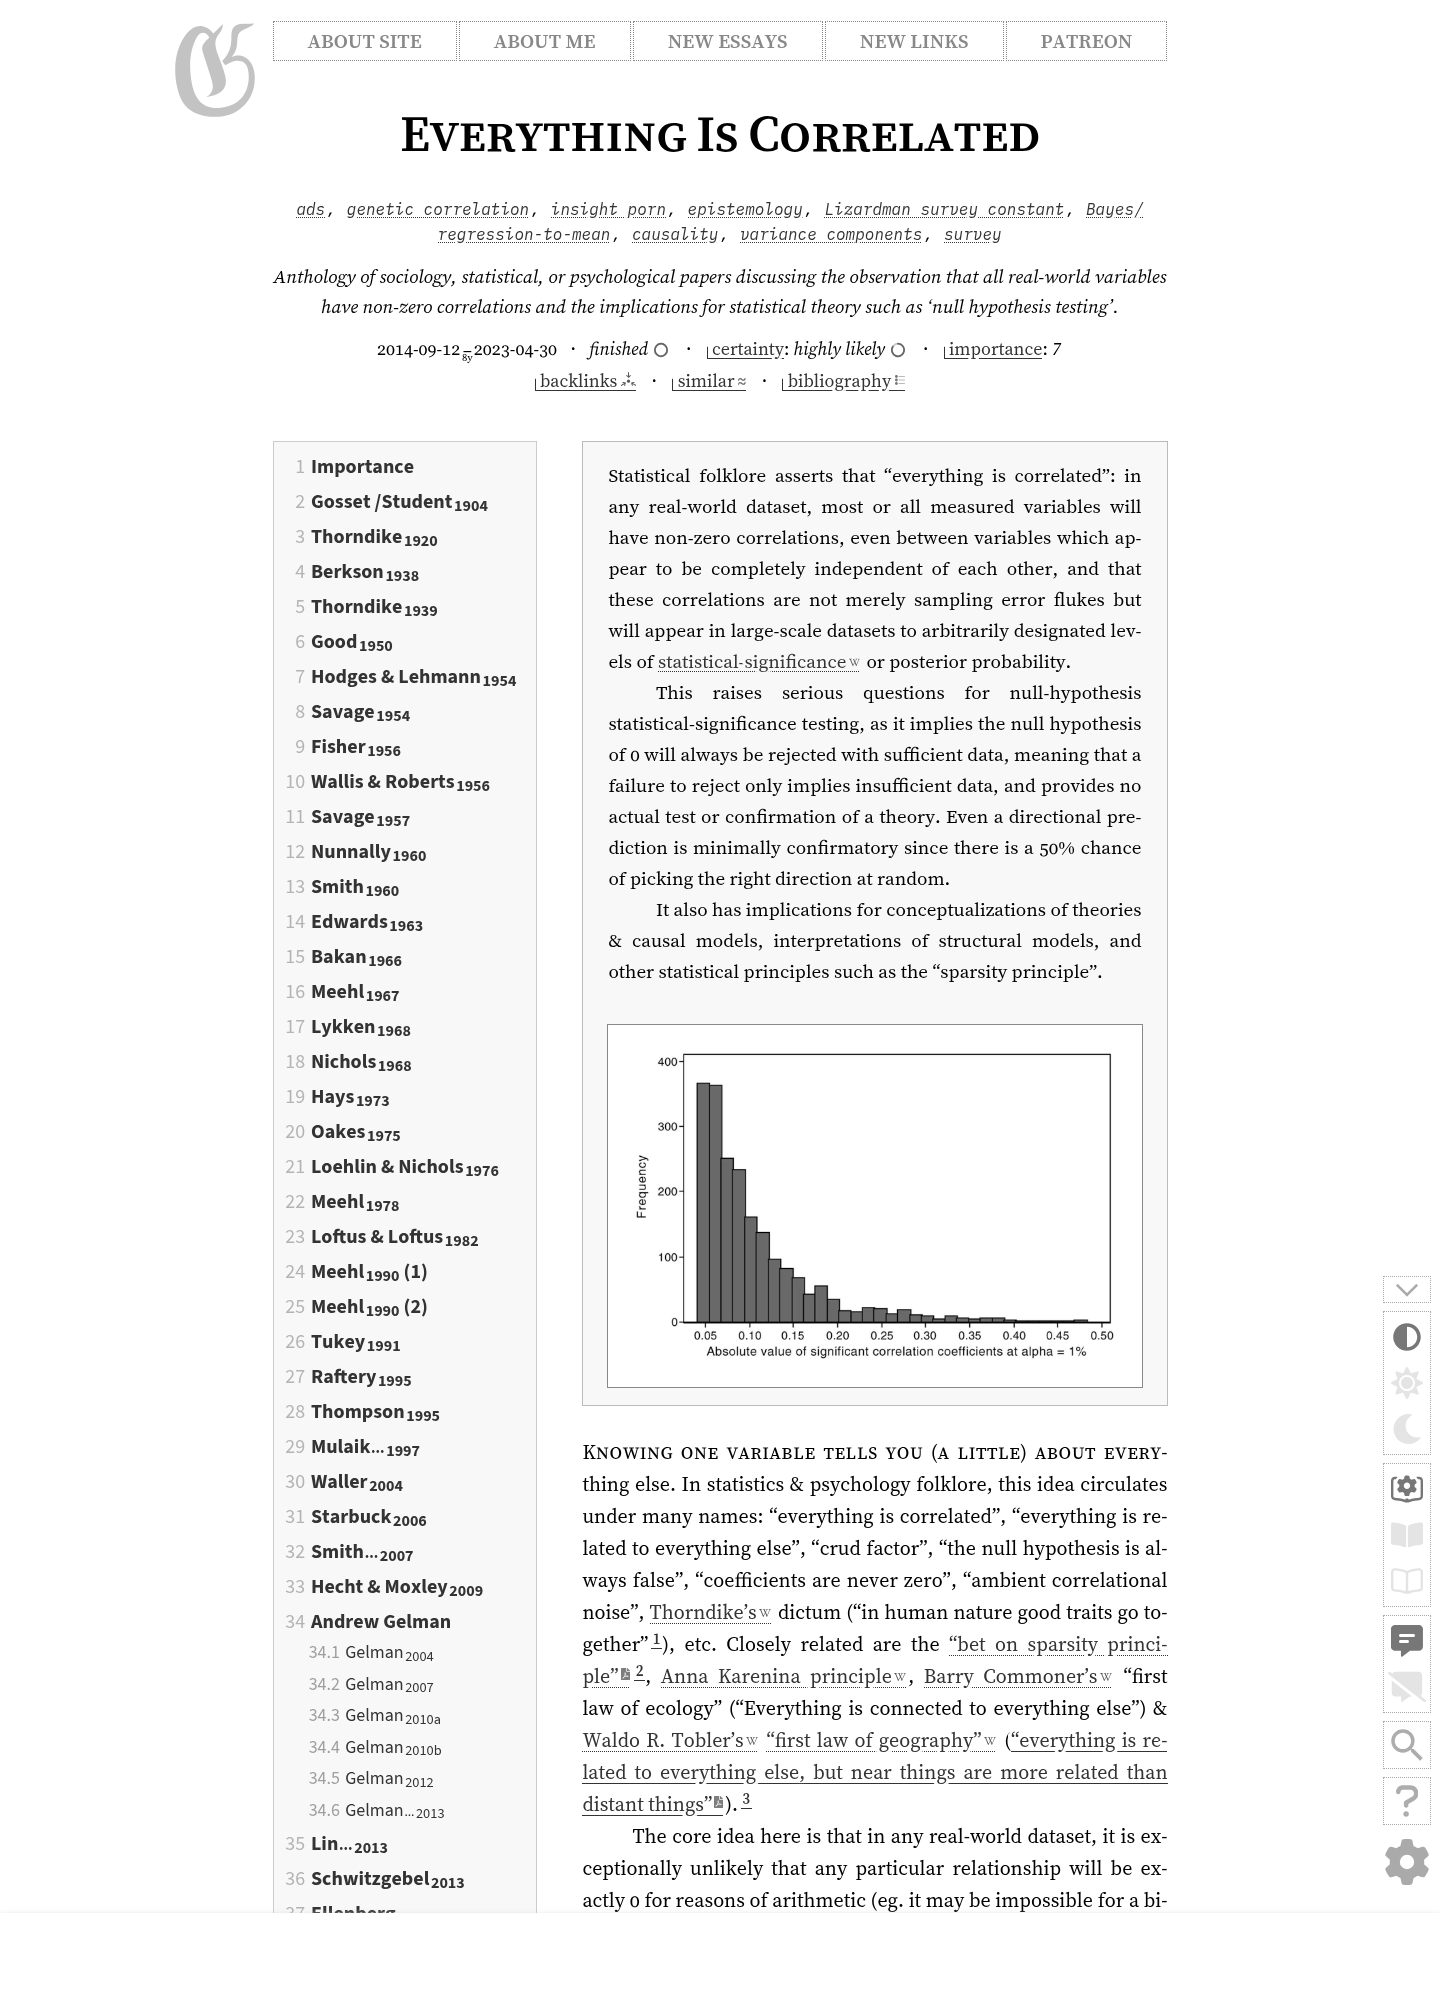 G
ABOUT SITE
ABOUT ME
NEW ESSAYS
NEW LINKS
PATREON
EVERYTHING IS CORRELATED
ads, genetic correlation, insight porn, epistemology, Lizardman survey constant, Bayes/
regression-to-mean, causality, variance components, survey
Anthology of sociology, statistical, or psychological papers discussing the observation that all real-world variables
have non-zero correlations and the implications for statistical theory such as ‘null hypothesis testing’.
2014-09-12–2023-04-30 8y · finished · certainty: highly likely · importance: 7
backlinks · similar · bibliography
1 Importance
2 Gosset /Student 1904
3 Thorndike 1920
4 Berkson 1938
5 Thorndike 1939
6 Good 1950
7 Hodges & Lehmann 1954
8 Savage 1954
9 Fisher 1956
10 Wallis & Roberts 1956
11 Savage 1957
12 Nunnally 1960
13 Smith 1960
14 Edwards 1963
15 Bakan 1966
16 Meehl 1967
17 Lykken 1968
18 Nichols 1968
19 Hays 1973
20 Oakes 1975
21 Loehlin & Nichols 1976
22 Meehl 1978
23 Loftus & Loftus 1982
24 Meehl 1990 (1)
25 Meehl 1990 (2)
26 Tukey 1991
27 Raftery 1995
28 Thompson 1995
29 Mulaik… 1997
30 Waller 2004
31 Starbuck 2006
32 Smith… 2007
33 Hecht & Moxley 2009
34 Andrew Gelman
34.1 Gelman 2004
34.2 Gelman 2007
34.3 Gelman 2010a
34.4 Gelman 2010b
34.5 Gelman 2012
34.6 Gelman… 2013
35 Lin… 2013
36 Schwitzgebel 2013
Statistical folklore asserts that “everything is correlated”: in
any real-world dataset, most or all measured variables will
have non-zero correlations, even between variables which ap-
pear to be completely independent of each other, and that
these correlations are not merely sampling error flukes but
will appear in large-scale datasets to arbitrarily designated lev-
els of statistical-significance W or posterior probability.
This raises serious questions for null-hypothesis
statistical-significance testing, as it implies the null hypothesis
of 0 will always be rejected with sufficient data, meaning that a
failure to reject only implies insufficient data, and provides no
actual test or confirmation of a theory. Even a directional pre-
diction is minimally confirmatory since there is a 50% chance
of picking the right direction at random.
It also has implications for conceptualizations of theories
& causal models, interpretations of structural models, and
other statistical principles such as the “sparsity principle”.
Frequency
400
300
200
100
0
0.05 0.10 0.15 0.20 0.25 0.30 0.35 0.40 0.45 0.50
Absolute value of significant correlation coefficients at alpha = 1%
KNOWING ONE VARIABLE TELLS YOU (A LITTLE) ABOUT EVERY-
thing else. In statistics & psychology folklore, this idea circulates
under many names: “everything is correlated”, “everything is re-
lated to everything else”, “crud factor”, “the null hypothesis is al-
ways false”, “coefficients are never zero”, “ambient correlational
noise”, Thorndike’s W dictum (“in human nature good traits go to-
gether” 1), etc. Closely related are the “bet on sparsity princi-
ple” 2, Anna Karenina principle W, Barry Commoner’s W “first
law of ecology” (“Everything is connected to everything else”) &
Waldo R. Tobler’s W “first law of geography” W (“everything is re-
lated to everything else, but near things are more related than
distant things”). 3
The core idea here is that in any real-world dataset, it is ex-
ceptionally unlikely that any particular relationship will be ex-
actly 0 for reasons of arithmetic (eg. it may be impossible for a bi-